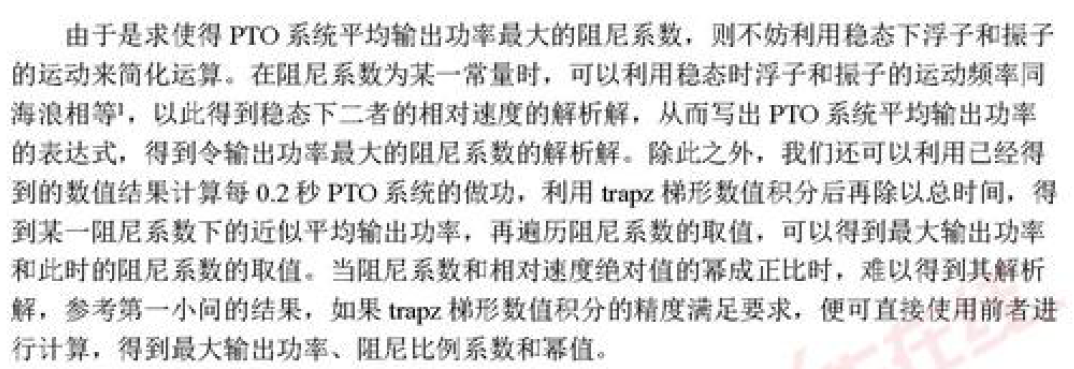 由于是求使得 PTO 系统平均输出功率最大的阻尼系数，则不妨利用稳态下浮子和振子
的运动来简化运算。在阻尼系数为某一常量时，可以利用稳态时浮子和振子的运动频率同
海浪相等¹，以此得到稳态下二者的相对速度的解析解，从而写出 PTO 系统平均输出功率
的表达式，得到令输出功率最大的阻尼系数的解析解。除此之外，我们还可以利用已经得
到的数值结果计算每 0.2 秒 PTO 系统的做功，利用 trapz 梯形数值积分后再除以总时间，得
到某一阻尼系数下的近似平均输出功率，再遍历阻尼系数的取值，可以得到最大输出功率
和此时的阻尼系数的取值。当阻尼系数和相对速度绝对值的幂成正比时，难以得到其解析
解，参考第一小问的结果，如果 trapz 梯形数值积分的精度满足要求，便可直接使用前者进
行计算，得到最大输出功率、阻尼比例系数和幂值。